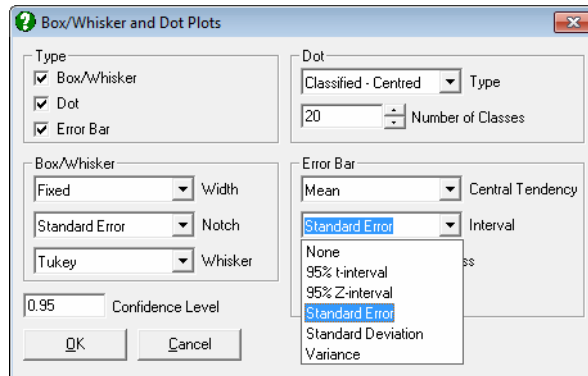 Box/Whisker and Dot Plots
Type
Box/Whisker
Dot
Error Bar
Dot
Classified - Centred
Type
20
Number of Classes
Box/Whisker
Fixed
Width
Standard Error
Notch
Tukey
Whisker
Error Bar
Mean
Central Tendency
Standard Error
Interval
None
95% t-interval
95% Z-interval
Standard Error
Standard Deviation
Variance
0.95
Confidence Level
OK
Cancel